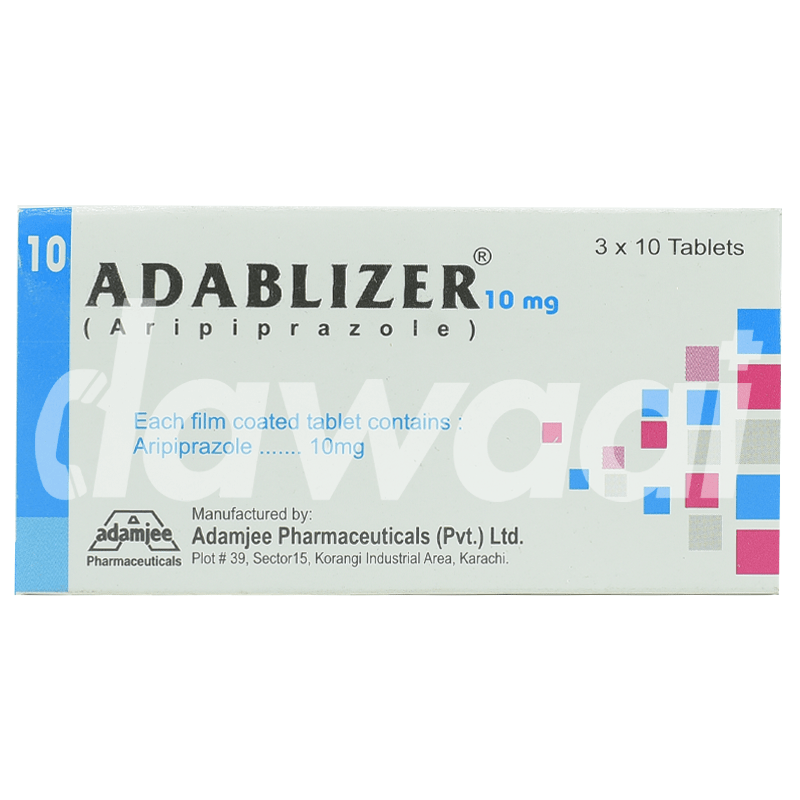 10
ADABLIZER® 10 mg
(Aripiprazole)
3 x 10 Tablets
dawaai
Each film coated tablet contains :
Aripiprazole ....... 10mg
adamjee
Pharmaceuticals
Manufactured by:
Adamjee Pharmaceuticals (Pvt.) Ltd.
Plot # 39, Sector15, Korangi Industrial Area, Karachi.